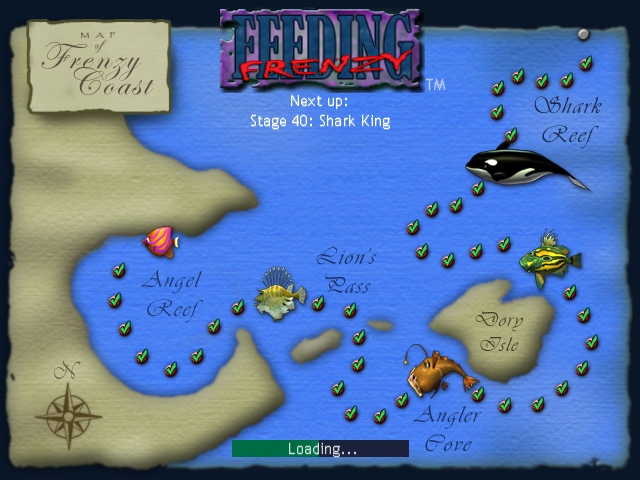 MAP
of
Frenzy
Coast
FEEDING
FRENZY
TM
Next up:
Stage 40: Shark King
Shark
Reef
Lion's
Pass
Angel
Reef
Dory
Isle
N
Angler
Cove
Loading...